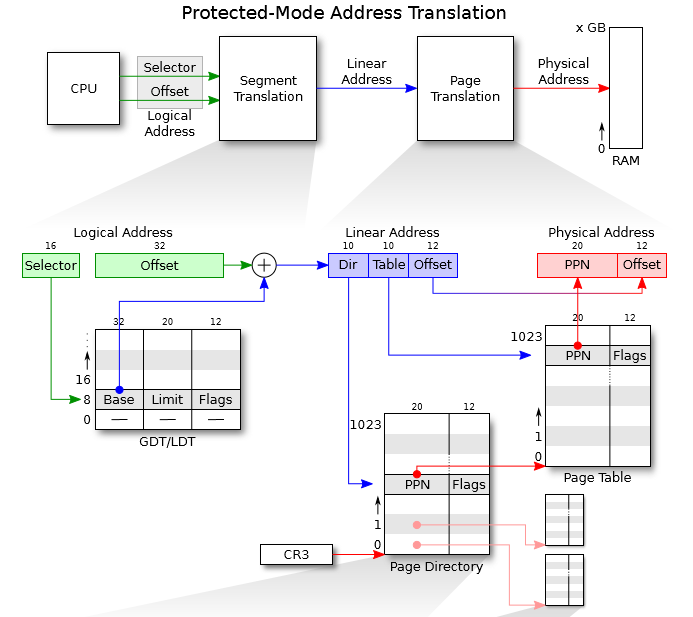 Protected-Mode Address Translation
x GB
CPU
Selector
Offset
Logical
Address
Segment
Translation
Linear
Address
Page
Translation
Physical
Address
0
RAM
Logical Address
Linear Address
Physical Address
16
32
10
10
12
20
12
Selector
Offset
+
Dir
Table
Offset
PPN
Offset
32
20
12
16
8
0
Base
Limit
Flags
GDT/LDT
20
12
1023
PPN
Flags
1
0
Page Table
20
12
1023
PPN
Flags
1
0
Page Directory
CR3